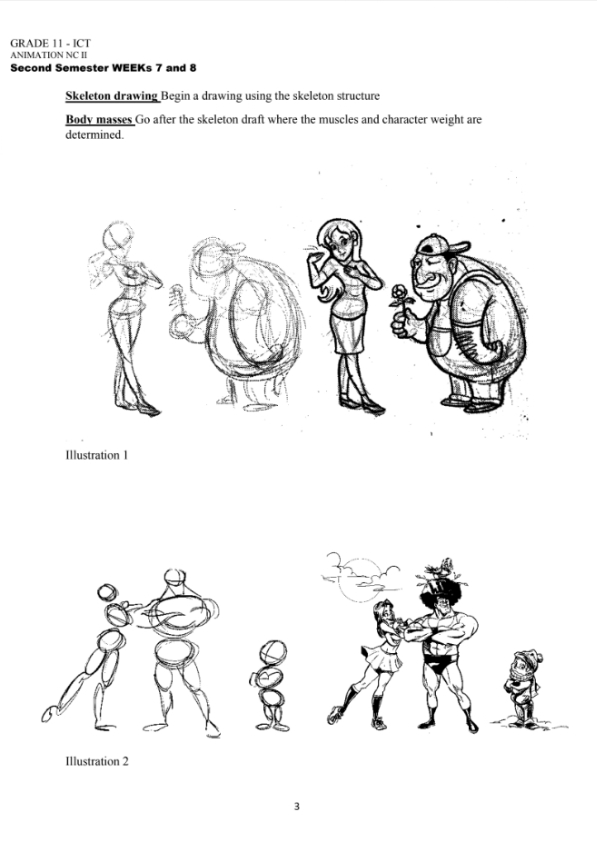 GRADE 11 - ICT
ANIMATION NC II
Second Semester WEEKs 7 and 8
Skeleton drawing Begin a drawing using the skeleton structure
Body masses Go after the skeleton draft where the muscles and character weight are
determined.
Illustration 1
Illustration 2
3